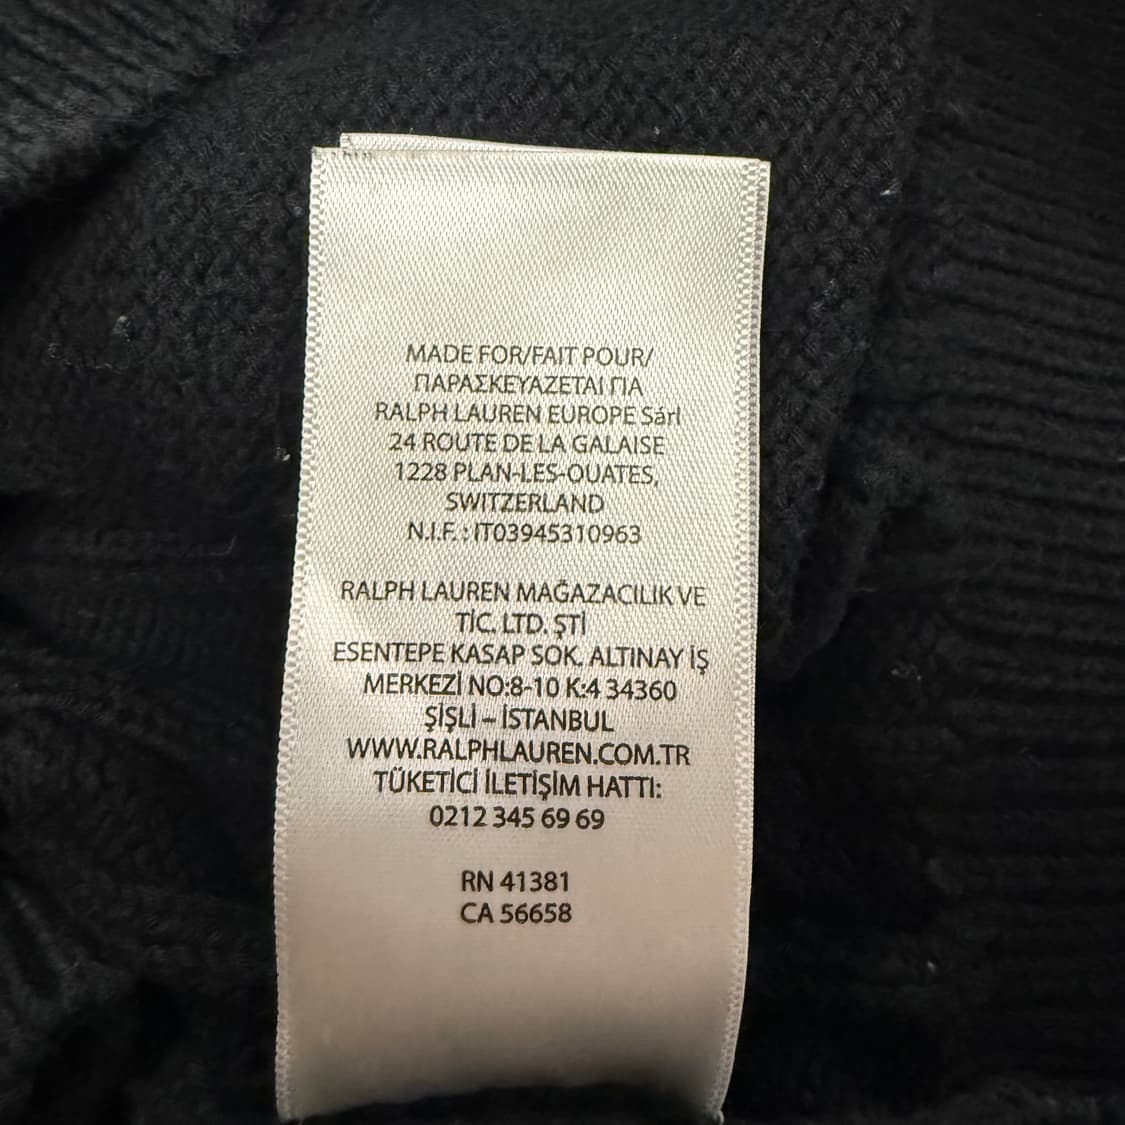 MADE FOR/FAIT POUR/
ΠΑΡΑΣΚΕΥΑΖΕΤΑΙ ΓΙΑ
RALPH LAUREN EUROPE Sárl
24 ROUTE DE LA GALAISE
1228 PLAN-LES-OUATES,
SWITZERLAND
N.I.F. : IT03945310963
RALPH LAUREN MAĞAZACILIK VE
TİC. LTD. ŞTİ
ESENTEPE KASAP SOK. ALTINAY İŞ
MERKEZİ NO:8-10 K:4 34360
ŞİŞLİ – İSTANBUL
WWW.RALPHLAUREN.COM.TR
TÜKETİCİ İLETİŞİM HATTI:
0212 345 69 69
RN 41381
CA 56658